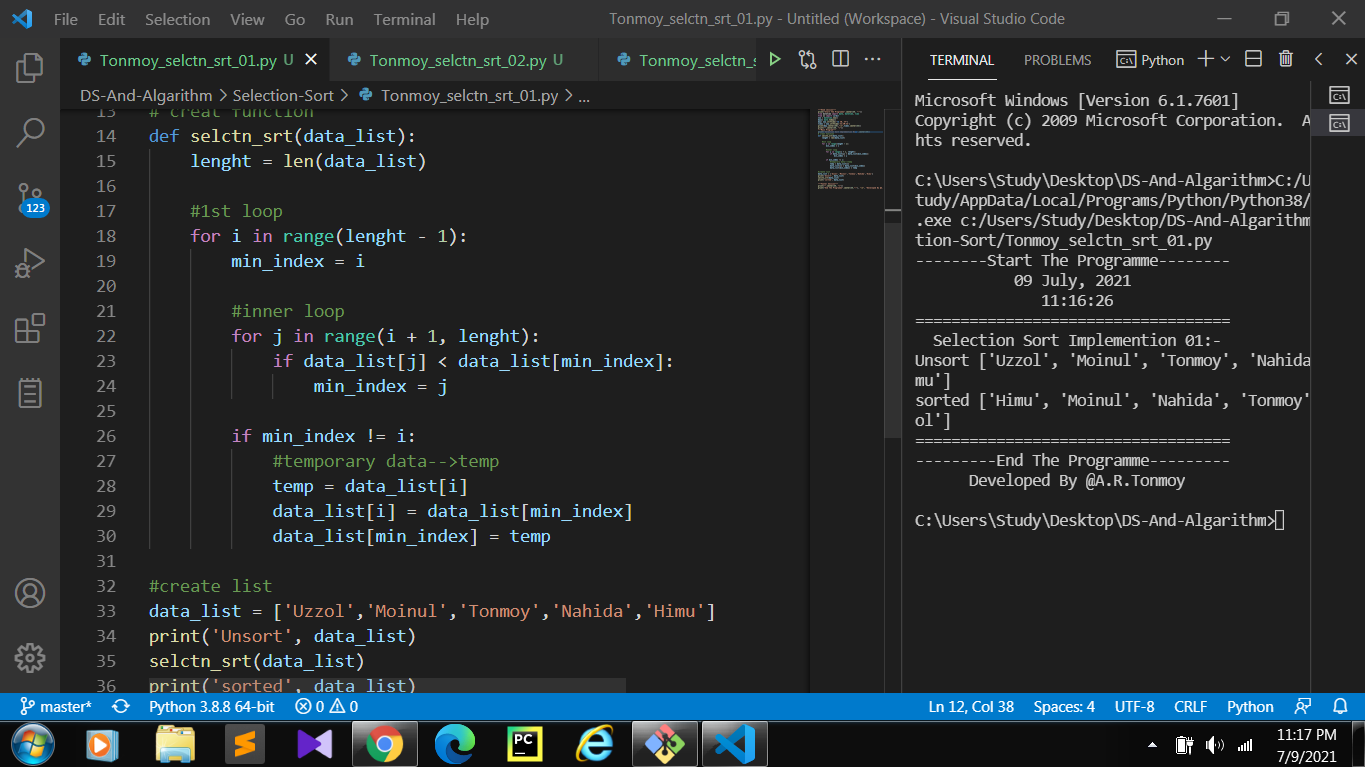 File Edit Selection View Go Run Terminal Help Tonmoy_selctn_srt_01.py - Untitled (Workspace) - Visual Studio Code
Tonmoy_selctn_srt_01.py U Tonmoy_selctn_srt_02.py U Tonmoy_selctn_s
DS-And-Algarithm > Selection-Sort > Tonmoy_selctn_srt_01.py > ...
13 # creat function
14 def selctn_srt(data_list):
15 lenght = len(data_list)
16
17 #1st loop
18 for i in range(lenght - 1):
19 min_index = i
20
21 #inner loop
22 for j in range(i + 1, lenght):
23 if data_list[j] < data_list[min_index]:
24 min_index = j
25
26 if min_index != i:
27 #temporary data-->temp
28 temp = data_list[i]
29 data_list[i] = data_list[min_index]
30 data_list[min_index] = temp
31
32 #create list
33 data_list = ['Uzzol','Moinul','Tonmoy','Nahida','Himu']
34 print('Unsort', data_list)
35 selctn_srt(data_list)
36 print('sorted', data_list)
123
TERMINAL PROBLEMS Python
Microsoft Windows [Version 6.1.7601]
Copyright (c) 2009 Microsoft Corporation. A
hts reserved.
C:\Users\Study\Desktop\DS-And-Algarithm>C:/U
tudy/AppData/Local/Programs/Python/Python38/
.exe c:/Users/Study/Desktop/DS-And-Algarithm
tion-Sort/Tonmoy_selctn_srt_01.py
--------Start The Programme--------
09 July, 2021
11:16:26
===================================
Selection Sort Implemention 01:-
Unsort ['Uzzol', 'Moinul', 'Tonmoy', 'Nahida
mu']
sorted ['Himu', 'Moinul', 'Nahida', 'Tonmoy'
ol']
===================================
---------End The Programme---------
Developed By @A.R.Tonmoy
C:\Users\Study\Desktop\DS-And-Algarithm>
master* Python 3.8.8 64-bit 0 0 Ln 12, Col 38 Spaces: 4 UTF-8 CRLF Python
PC
11:17 PM
7/9/2021